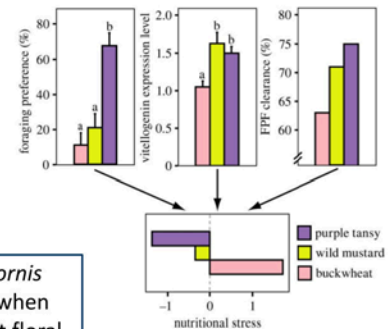 foraging preference (%)
80
60
40
20
0
a
a
b
vitellogenin expression level
2.0
1.5
1.0
0.5
0
a
b
b
FPF clearance (%)
80
75
70
65
60
purple tansy
wild mustard
buckwheat
−1
0
1
nutritional stress
ornis
when
t floral